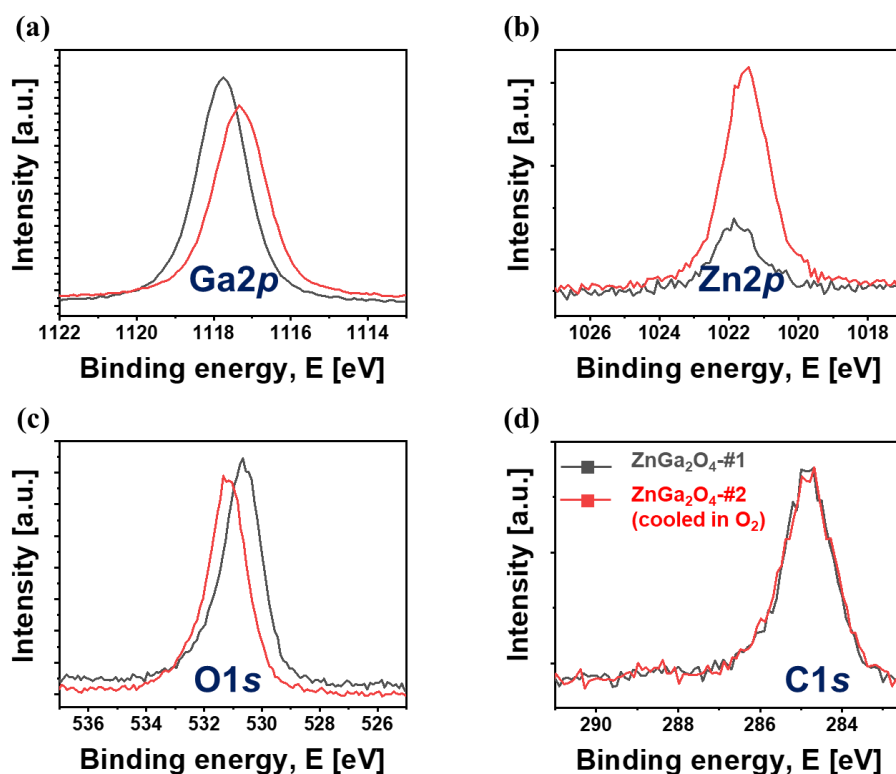 (a)
Intensity [a.u.]
Ga2p
1122 1120 1118 1116 1114
Binding energy, E [eV]
(b)
Intensity [a.u.]
Zn2p
1026 1024 1022 1020 1018
Binding energy, E [eV]
(c)
Intensity [a.u.]
O1s
536 534 532 530 528 526
Binding energy, E [eV]
(d)
Intensity [a.u.]
ZnGa₂O₄-#1
ZnGa₂O₄-#2
(cooled in O₂)
C1s
290 288 286 284
Binding energy, E [eV]